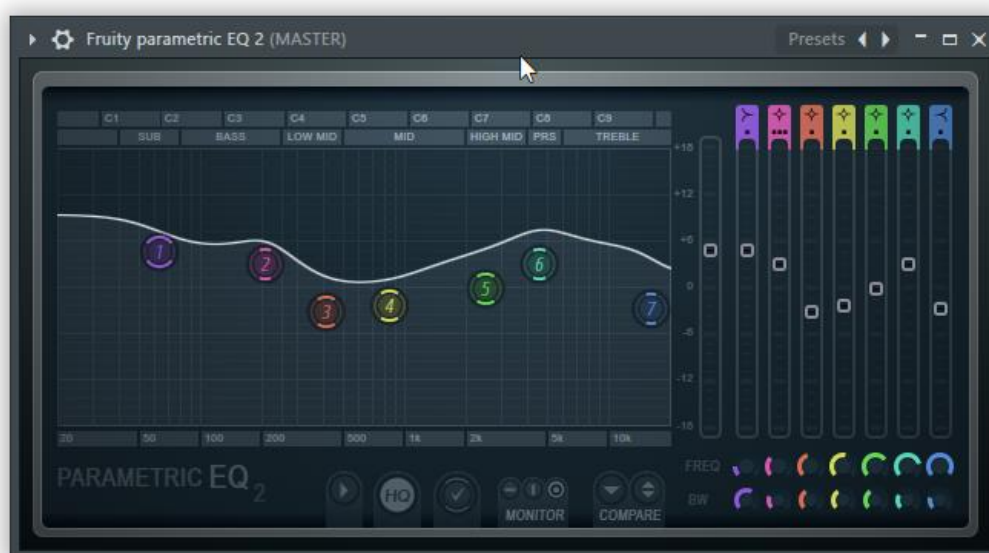 Fruity parametric EQ 2 (MASTER) Presets
C1 C2 C3 C4 C5 C6 C7 C8 C9
SUB BASS LOW MID MID HIGH MID PRS TREBLE
+18
+12
+6
0
-6
-12
-18
1 2 3 4 5 6 7
20 50 100 200 500 1k 2k 5k 10k
PARAMETRIC EQ 2
HQ
MONITOR COMPARE
FREQ
BW